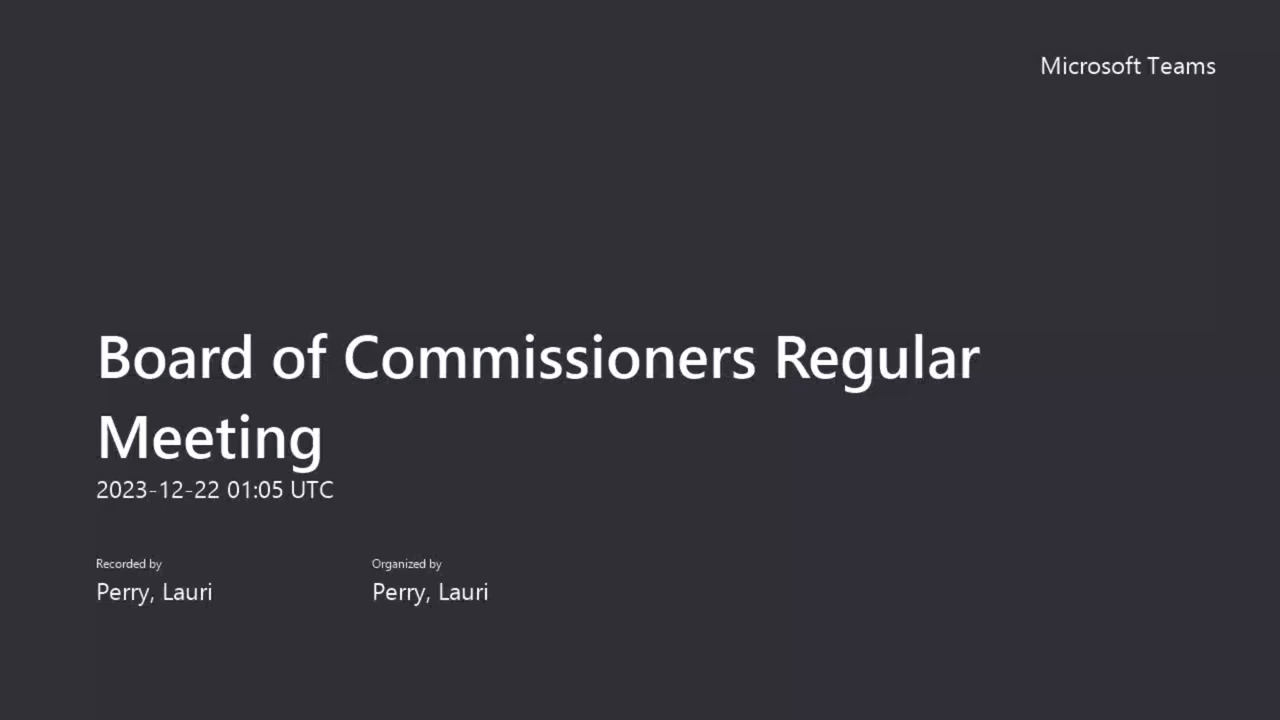 Microsoft Teams
Board of Commissioners Regular
Meeting
2023-12-22 01:05 UTC
Recorded by
Perry, Lauri
Organized by
Perry, Lauri